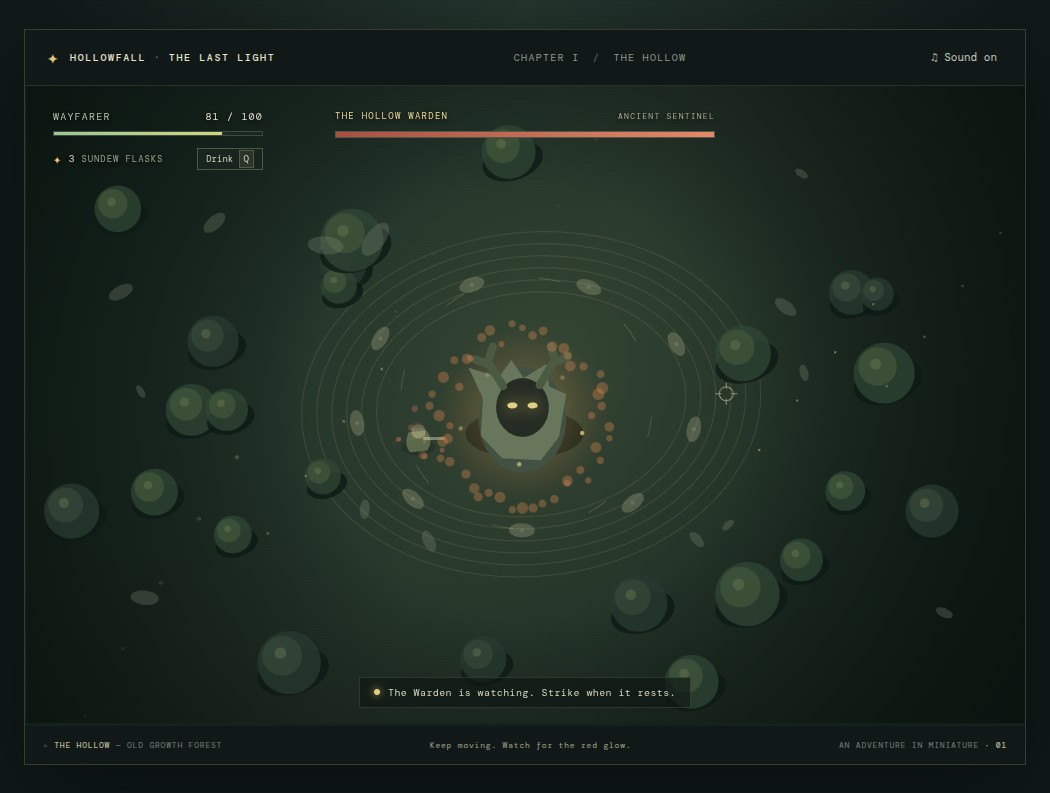 ✦ HOLLOWFALL · THE LAST LIGHT
CHAPTER I / THE HOLLOW
♫ Sound on
WAYFARER 81 / 100
✦ 3 SUNDEW FLASKS Drink Q
THE HOLLOW WARDEN ANCIENT SENTINEL
The Warden is watching. Strike when it rests.
THE HOLLOW — OLD GROWTH FOREST
Keep moving. Watch for the red glow.
AN ADVENTURE IN MINIATURE · 01